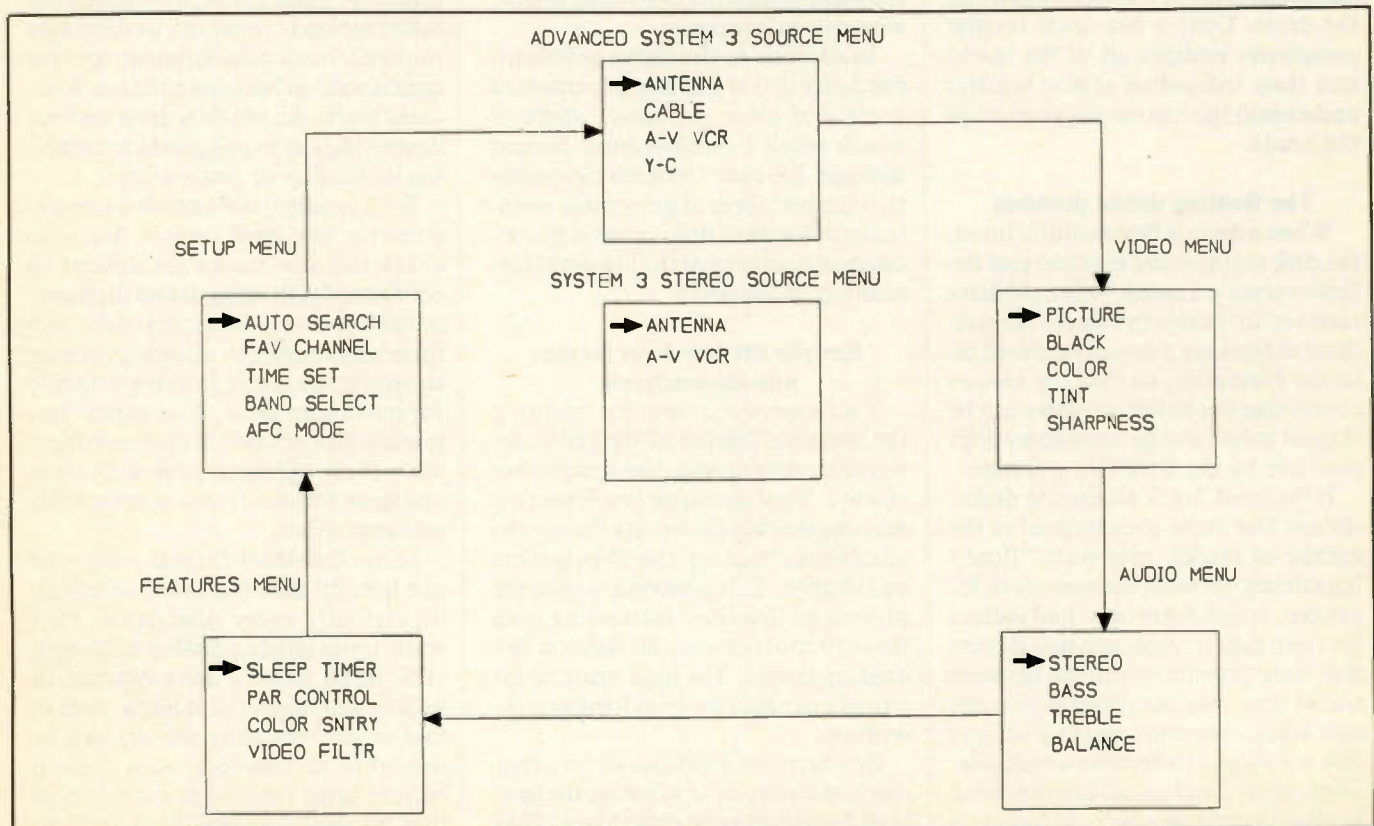 ADVANCED SYSTEM 3 SOURCE MENU
ANTENNA
CABLE
A-V VCR
Y-C
SYSTEM 3 STEREO SOURCE MENU
ANTENNA
A-V VCR
SETUP MENU
AUTO SEARCH
FAV CHANNEL
TIME SET
BAND SELECT
AFC MODE
VIDEO MENU
PICTURE
BLACK
COLOR
TINT
SHARPNESS
FEATURES MENU
SLEEP TIMER
PAR CONTROL
COLOR SNTRY
VIDEO FILTR
AUDIO MENU
STEREO
BASS
TREBLE
BALANCE